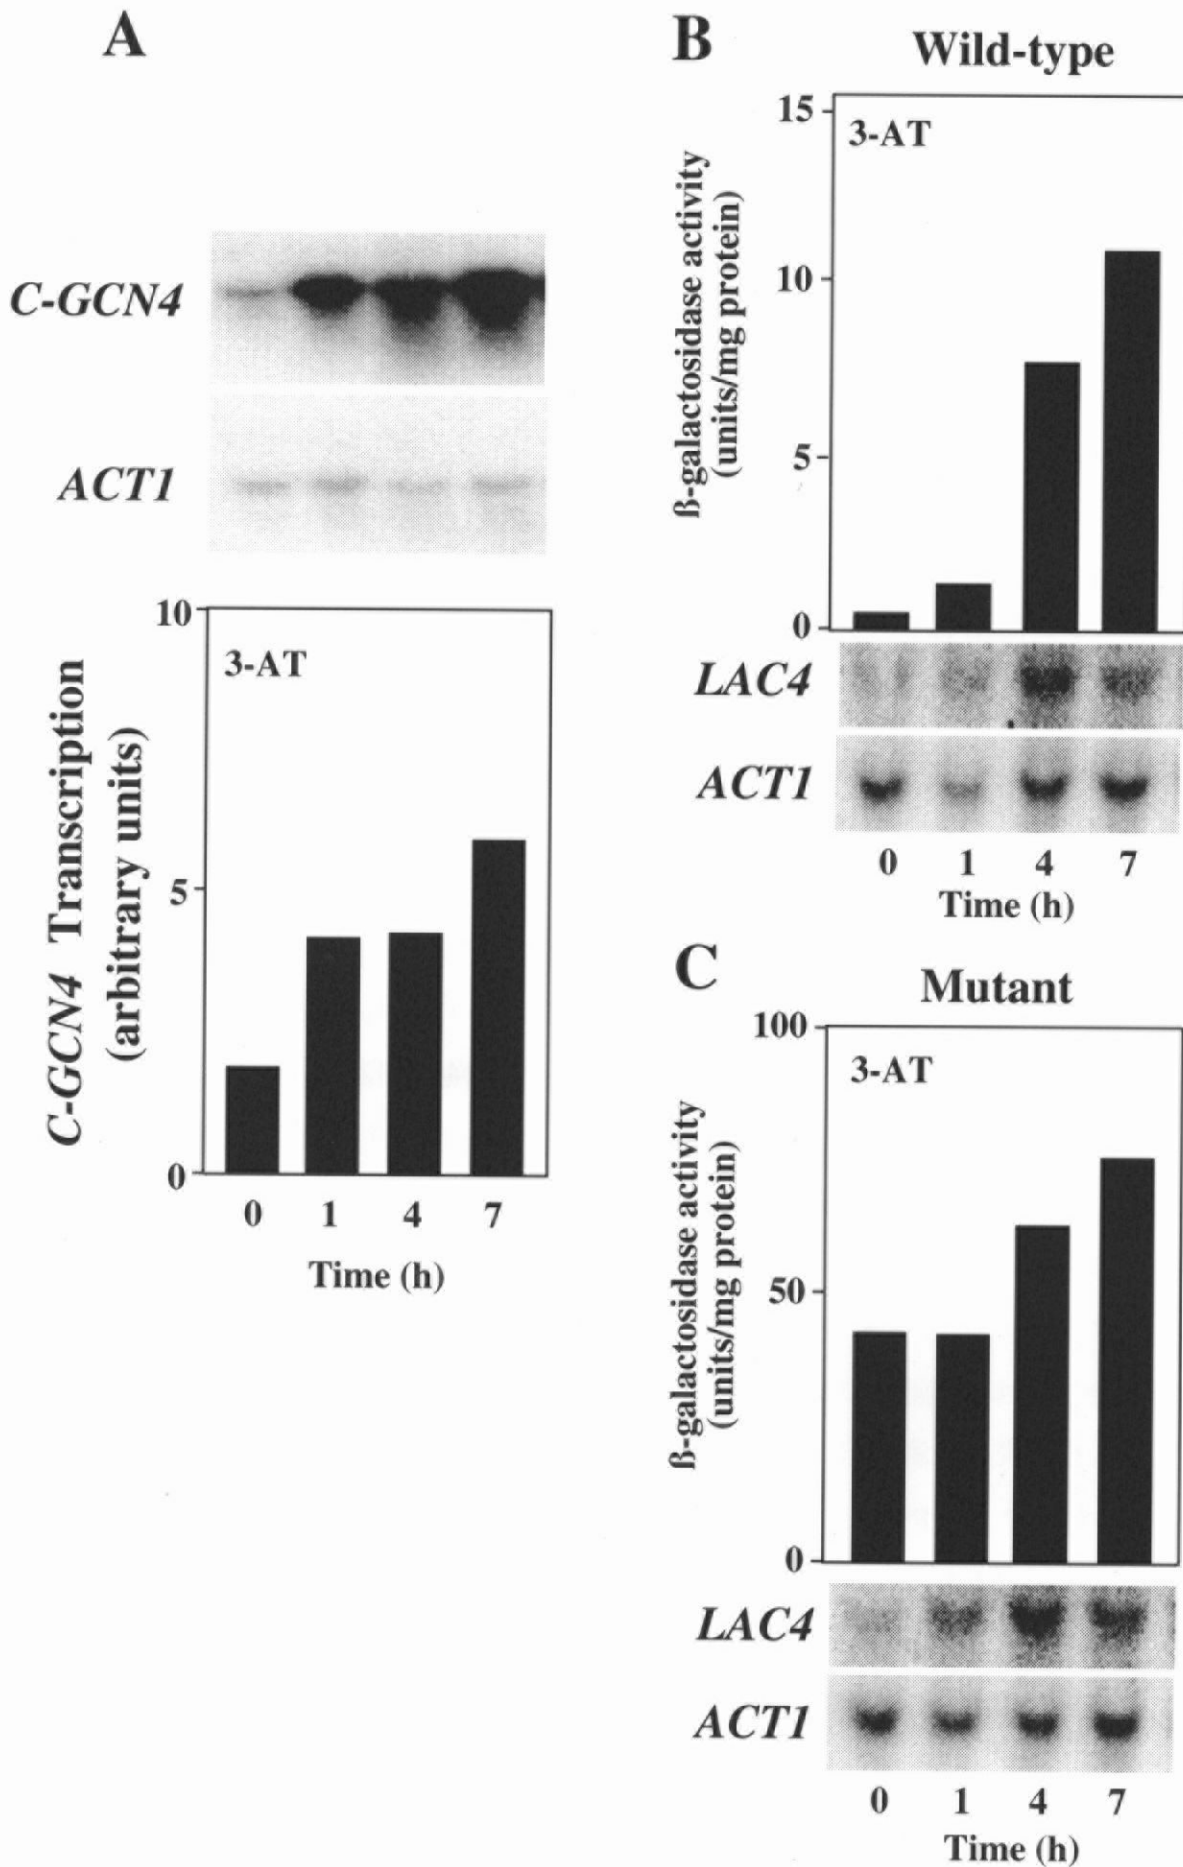 A
C-GCN4
ACT1
10
5
0
3-AT
C-GCN4 Transcription
(arbitrary units)
0 1 4 7
Time (h)
B
Wild-type
15
10
5
0
3-AT
ß-galactosidase activity
(units/mg protein)
LAC4
ACT1
0 1 4 7
Time (h)
C
Mutant
100
50
0
3-AT
ß-galactosidase activity
(units/mg protein)
LAC4
ACT1
0 1 4 7
Time (h)